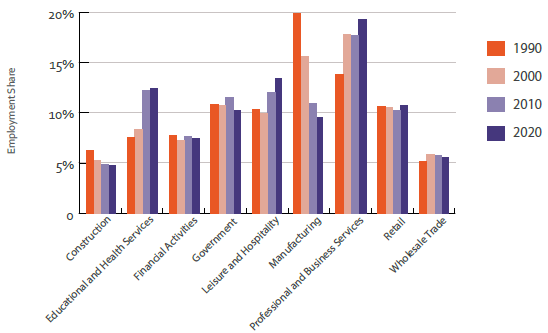 20%
15%
10%
5%
0
Employment Share
1990
2000
2010
2020
Construction
Educational and Health Services
Financial Activities
Government
Leisure and Hospitality
Manufacturing
Professional and Business Services
Retail
Wholesale Trade